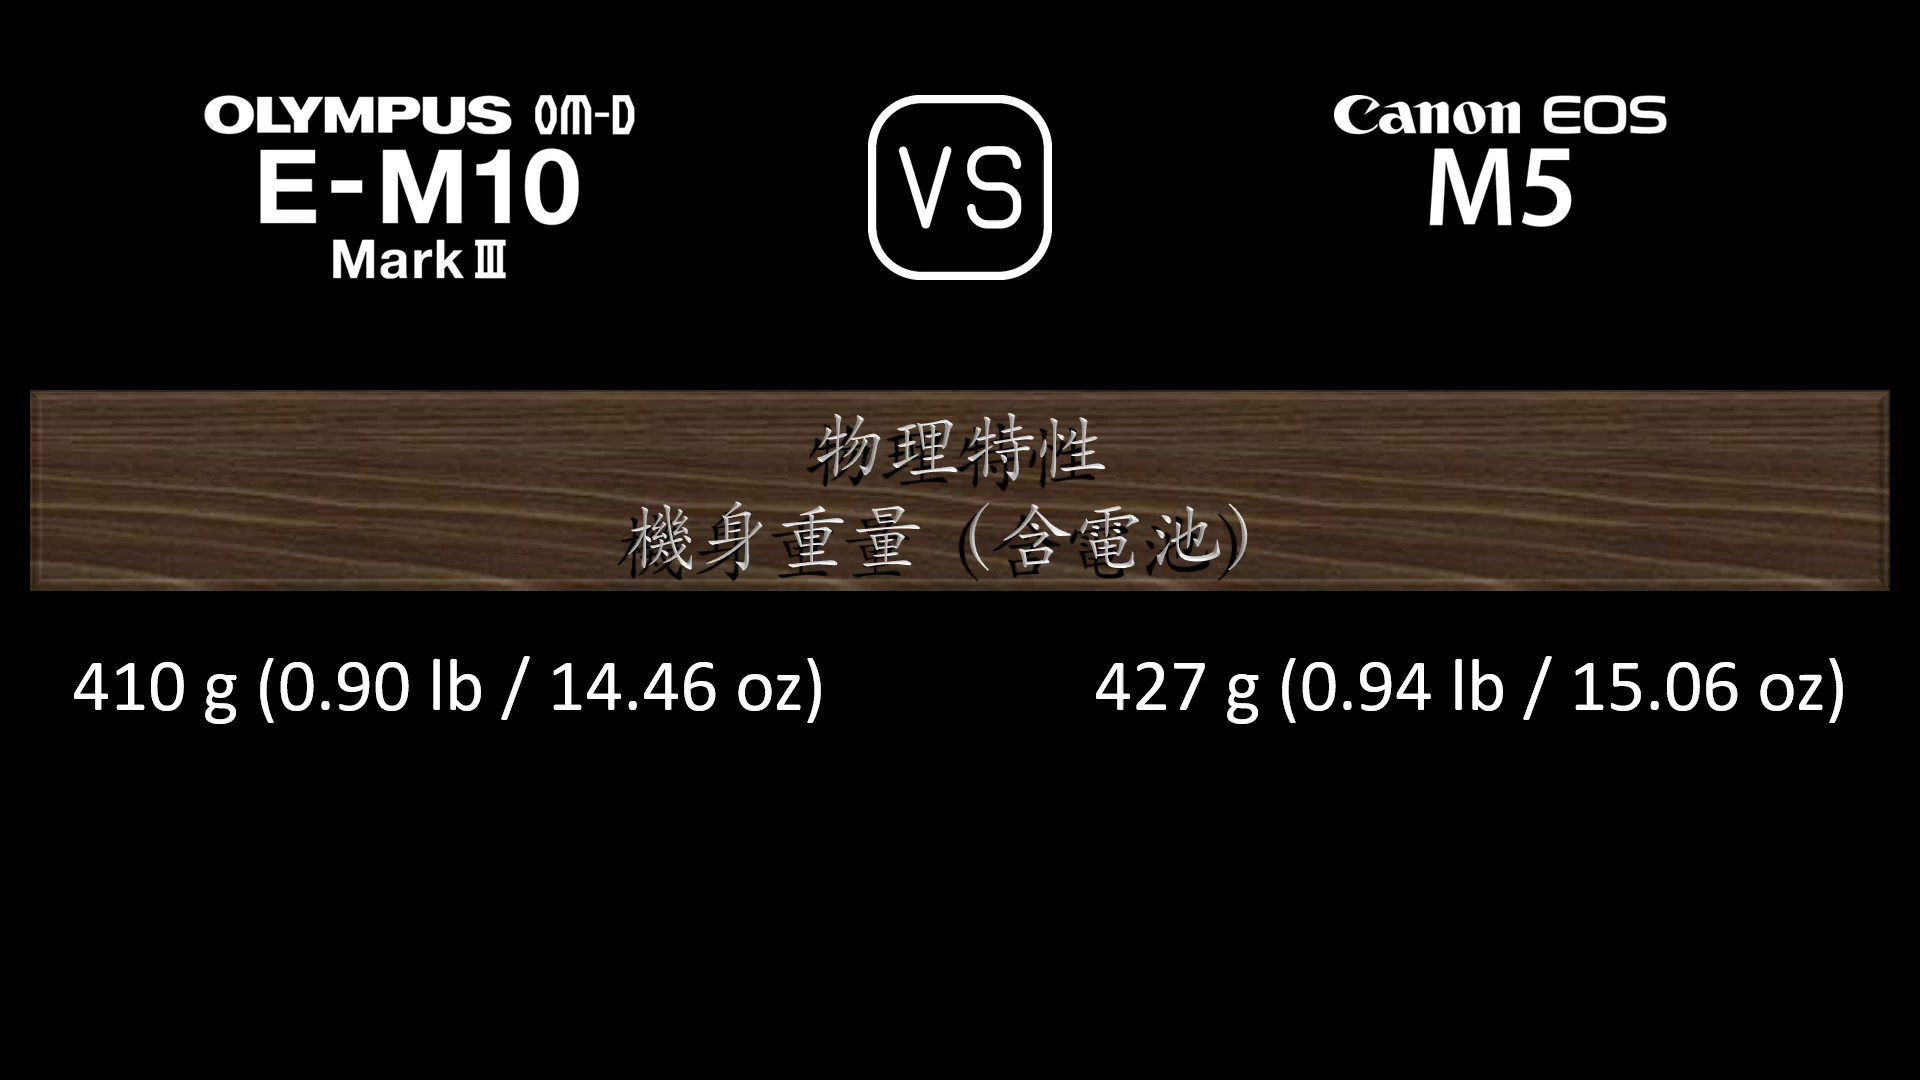 OLYMPUS OM-D
E-M10
Mark III
VS
Canon EOS
M5
物理特性
機身重量（含電池）
410 g (0.90 lb / 14.46 oz)
427 g (0.94 lb / 15.06 oz)